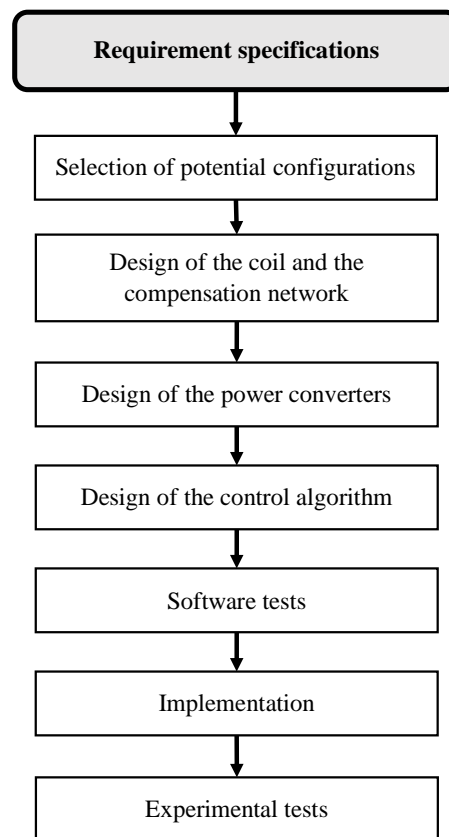 Requirement specifications
Selection of potential configurations
Design of the coil and the
compensation network
Design of the power converters
Design of the control algorithm
Software tests
Implementation
Experimental tests